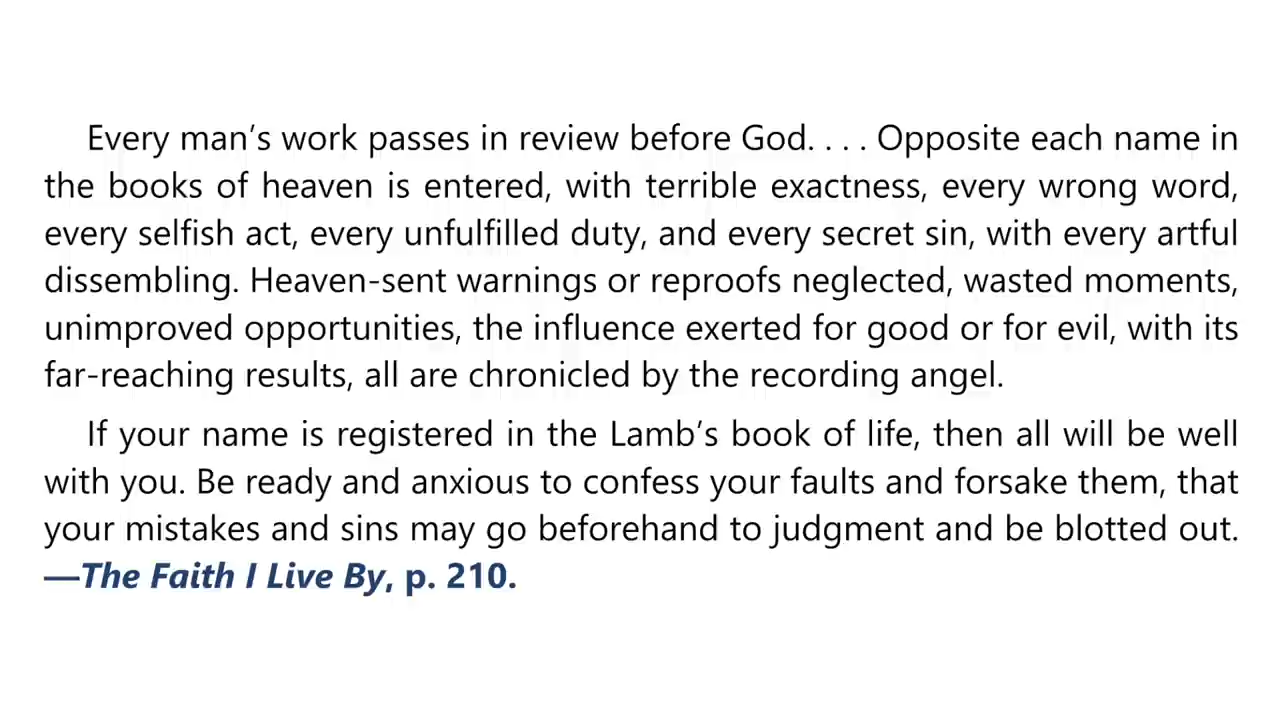 Every man’s work passes in review before God. . . . Opposite each name in
the books of heaven is entered, with terrible exactness, every wrong word,
every selfish act, every unfulfilled duty, and every secret sin, with every artful
dissembling. Heaven-sent warnings or reproofs neglected, wasted moments,
unimproved opportunities, the influence exerted for good or for evil, with its
far-reaching results, all are chronicled by the recording angel.
If your name is registered in the Lamb’s book of life, then all will be well
with you. Be ready and anxious to confess your faults and forsake them, that
your mistakes and sins may go beforehand to judgment and be blotted out.
—The Faith I Live By, p. 210.